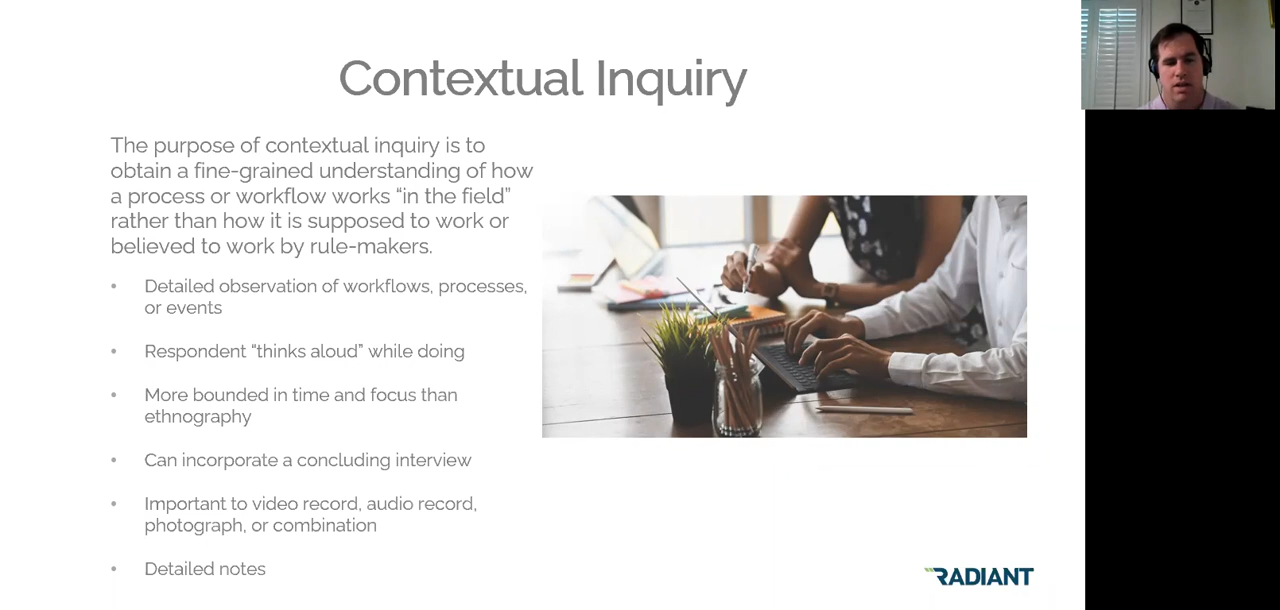 Contextual Inquiry
The purpose of contextual inquiry is to
obtain a fine-grained understanding of how
a process or workflow works “in the field”
rather than how it is supposed to work or
believed to work by rule-makers.
• Detailed observation of workflows, processes,
or events
• Respondent “thinks aloud” while doing
• More bounded in time and focus than
ethnography
• Can incorporate a concluding interview
• Important to video record, audio record,
photograph, or combination
• Detailed notes
RADIANT